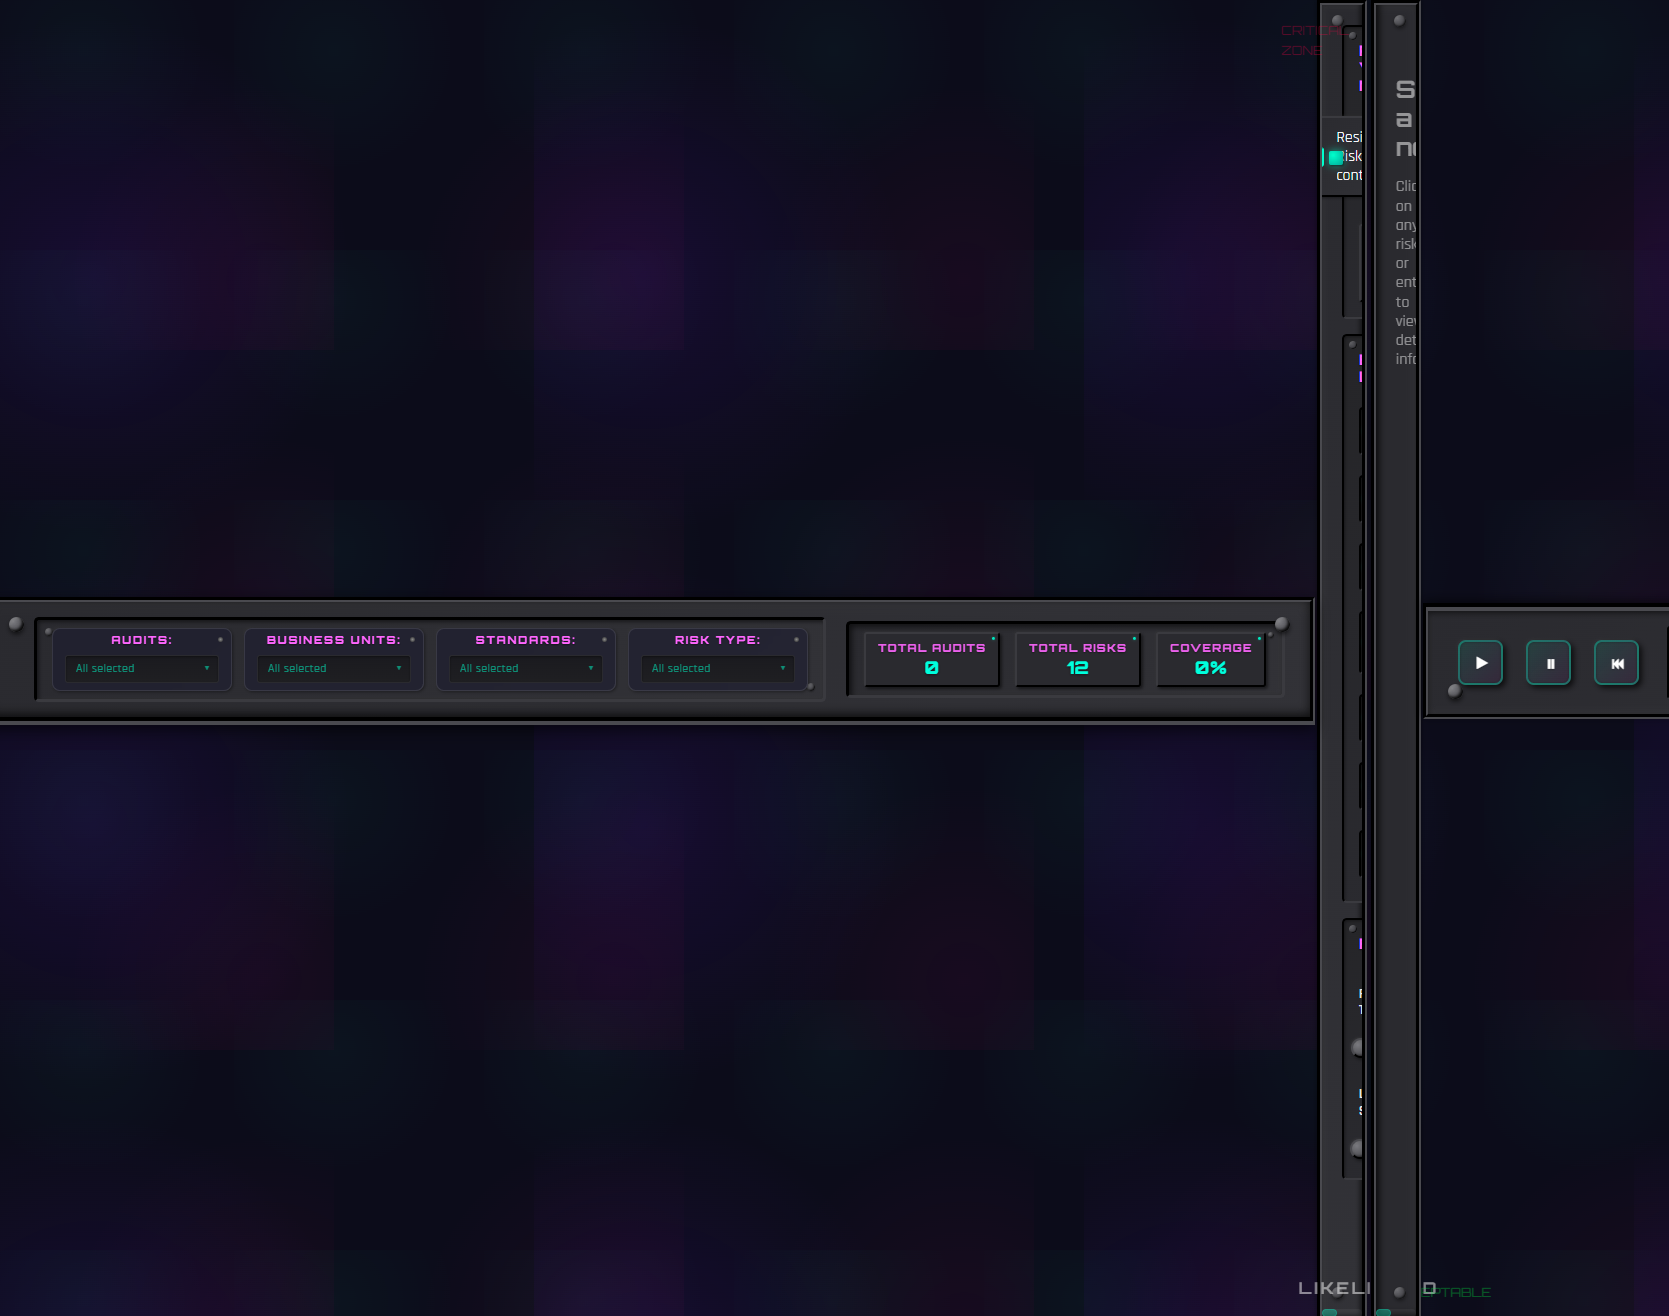 CRITICAL
ZONE
Resi
isk
cont
S
a
Clic
on
any
risk
or
ent
to
view
det
info
AUDITS:
All selected
BUSINESS UNITS:
All selected
STANDARDS:
All selected
RISK TYPE:
All selected
TOTAL AUDITS
0
TOTAL RISKS
12
COVERAGE
0%
LIKELI D
EPTABLE